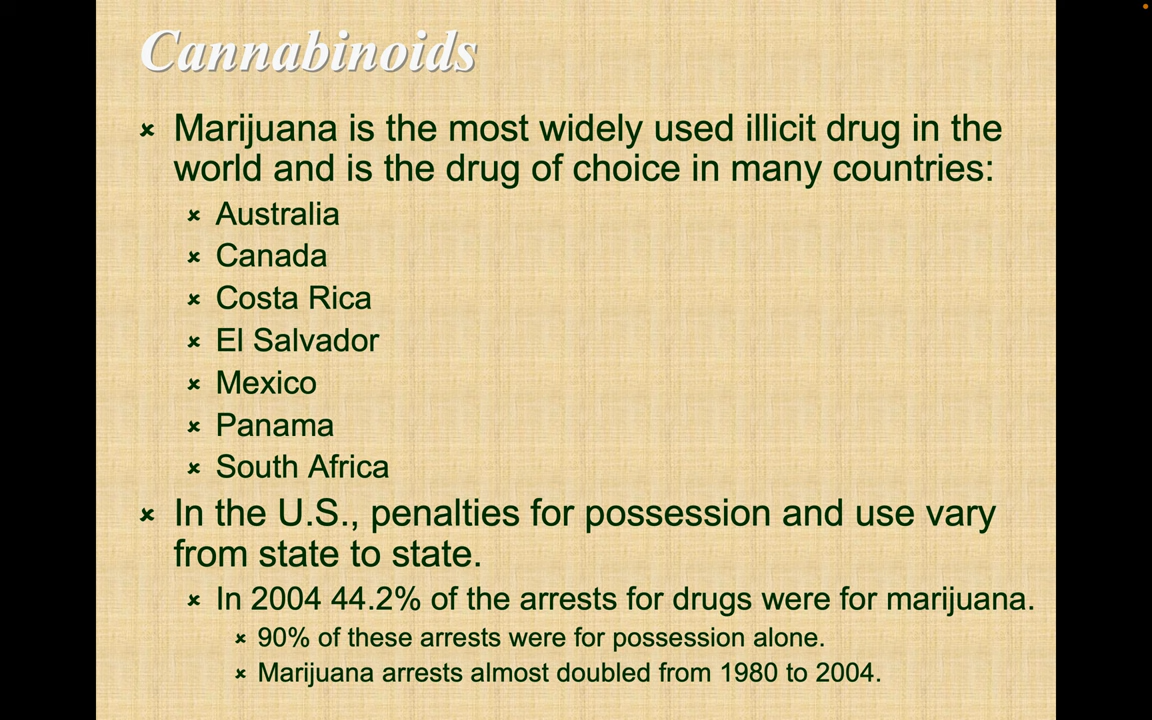 Cannabinoids
Marijuana is the most widely used illicit drug in the
world and is the drug of choice in many countries:
Australia
Canada
Costa Rica
El Salvador
Mexico
Panama
South Africa
In the U.S., penalties for possession and use vary
from state to state.
In 2004 44.2% of the arrests for drugs were for marijuana.
90% of these arrests were for possession alone.
Marijuana arrests almost doubled from 1980 to 2004.